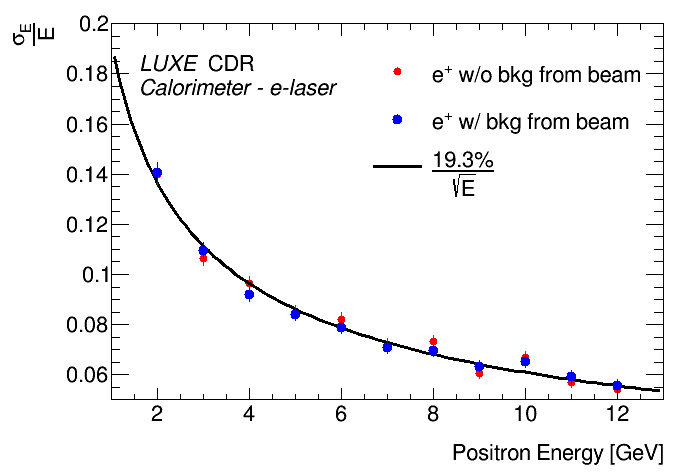 σ_E/E
0.2
0.18
0.16
0.14
0.12
0.1
0.08
0.06
LUXE CDR
Calorimeter - e-laser
e⁺ w/o bkg from beam
e⁺ w/ bkg from beam
19.3%
√E
2 4 6 8 10 12
Positron Energy [GeV]